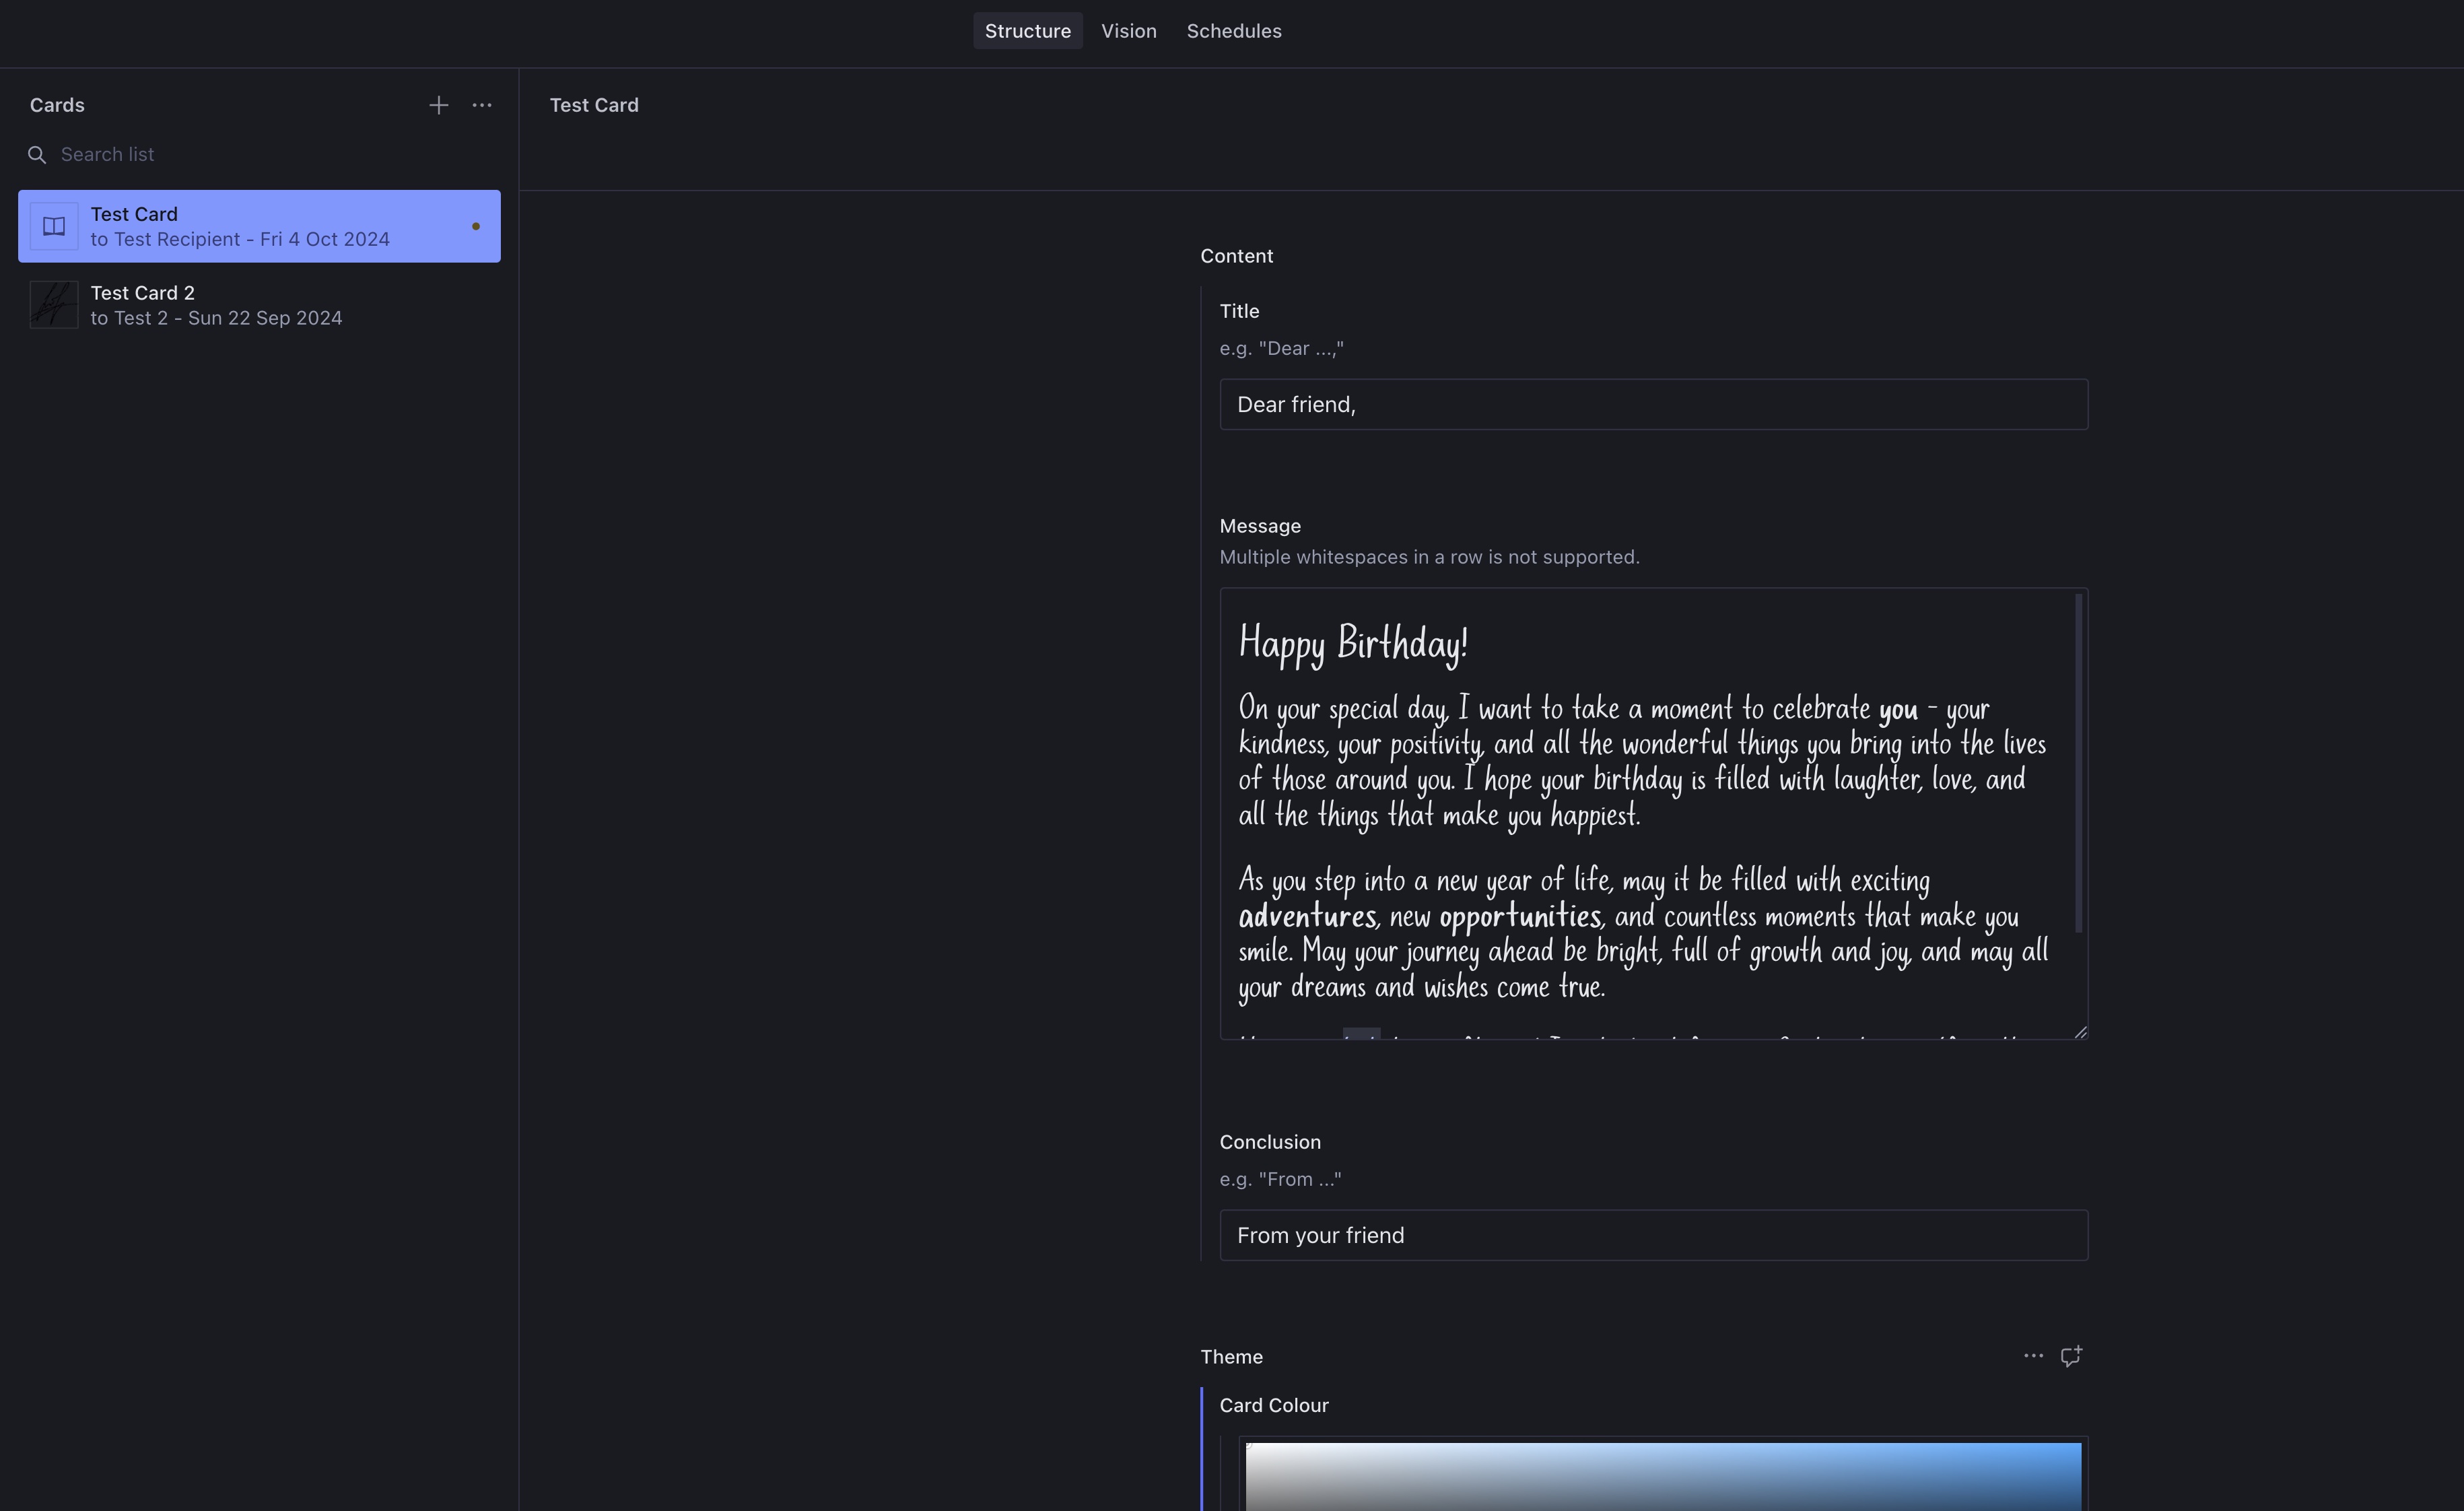 Structure
Vision
Schedules
Cards
Test Card
Search list
Test Card
to Test Recipient - Fri 4 Oct 2024
Test Card 2
to Test 2 - Sun 22 Sep 2024
Content
Title
e.g. "Dear ...,"
Dear friend,
Message
Multiple whitespaces in a row is not supported.
Happy Birthday!
On your special day, I want to take a moment to celebrate you - your
kindness, your positivity, and all the wonderful things you bring into the lives
of those around you. I hope your birthday is filled with laughter, love, and
all the things that make you happiest.
As you step into a new year of life, may it be filled with exciting
adventures, new opportunities, and countless moments that make you
smile. May your journey ahead be bright, full of growth and joy, and may all
your dreams and wishes come true.
Conclusion
e.g. "From ..."
From your friend
Theme
Card Colour